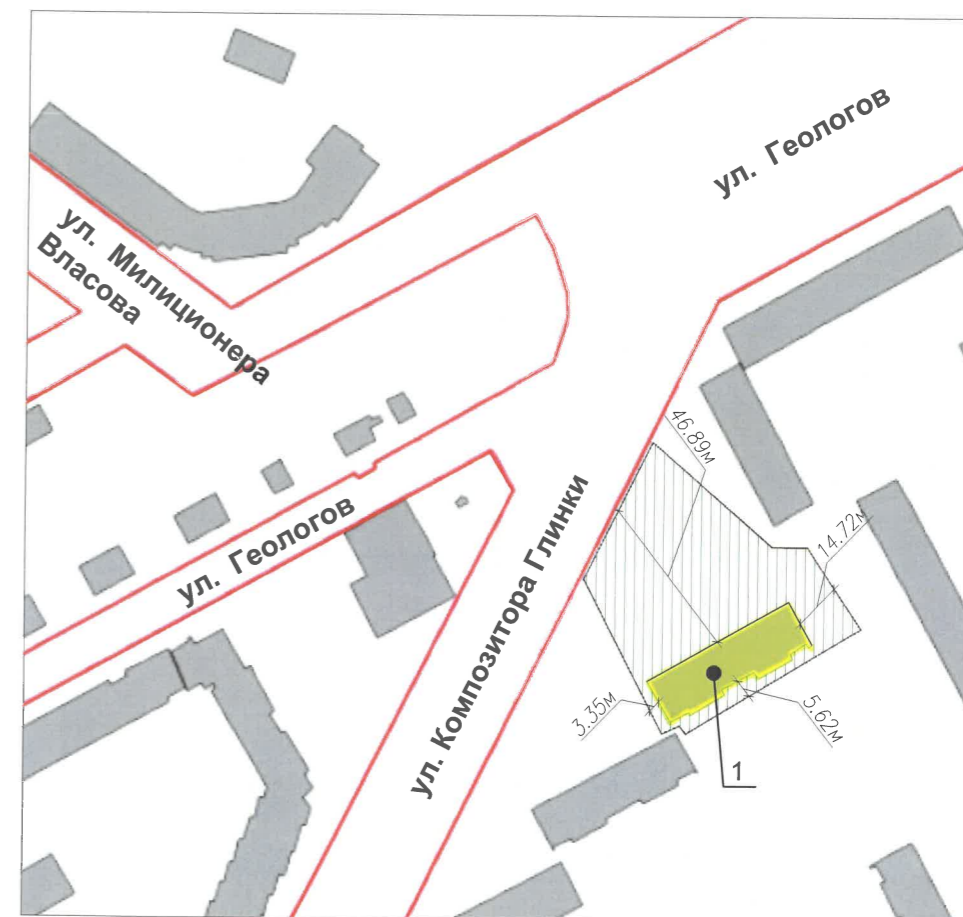 ул. Геологов
ул. Милиционера
Власова
46.89м
14.72м
ул. Геологов
ул. Композитора Глинки
3.35м
5.62м
1